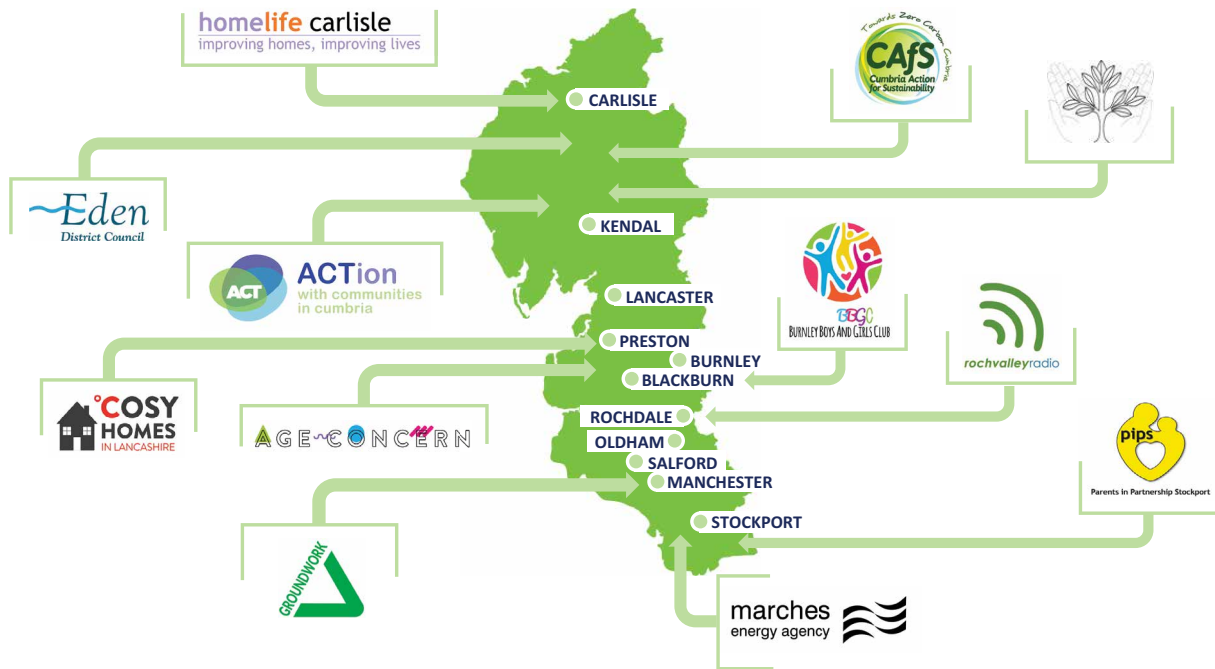 homelife carlisle
improving homes, improving lives
Towards Zero Carbon Cumbria
CAfS
Cumbria Action
for Sustainability
CARLISLE
Eden
District Council
KENDAL
ACT
ACTion
with communities
in cumbria
LANCASTER
BBGC
BURNLEY BOYS AND GIRLS CLUB
PRESTON
BURNLEY
BLACKBURN
rochvalleyradio
°COSY
HOMES
IN LANCASHIRE
AGE CONCERN
ROCHDALE
OLDHAM
SALFORD
MANCHESTER
pips
Parents in Partnership Stockport
STOCKPORT
GROUNDWORK
marches
energy agency